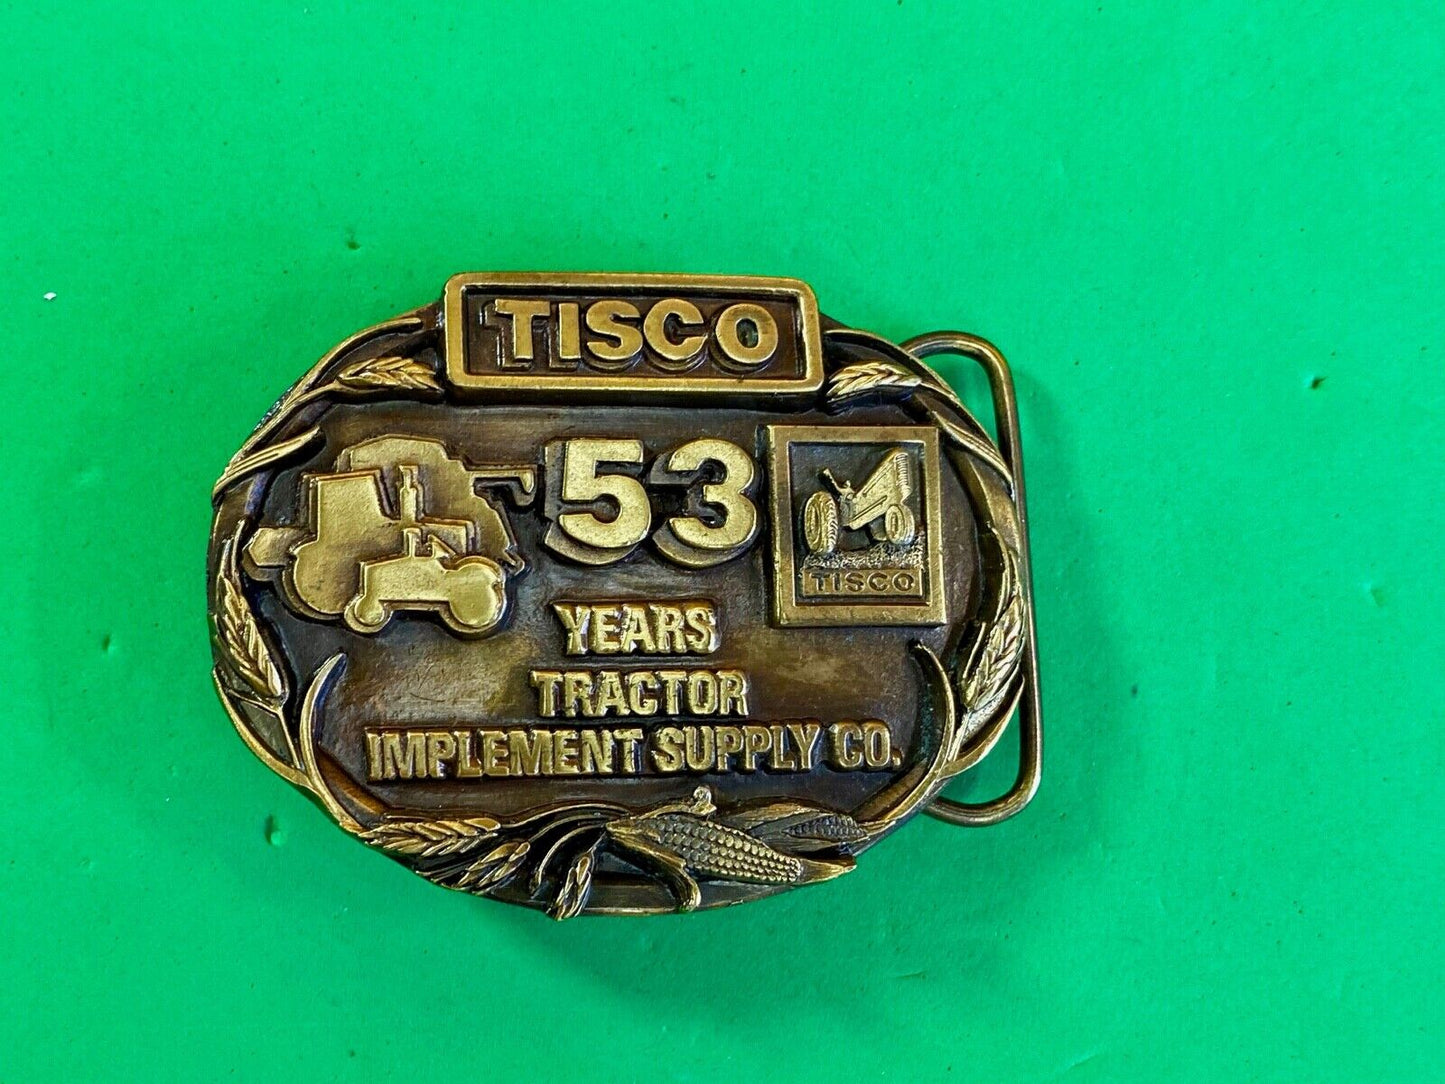 TISCO
53
TISCO
YEARS
TRACTOR
IMPLEMENT SUPPLY CO.